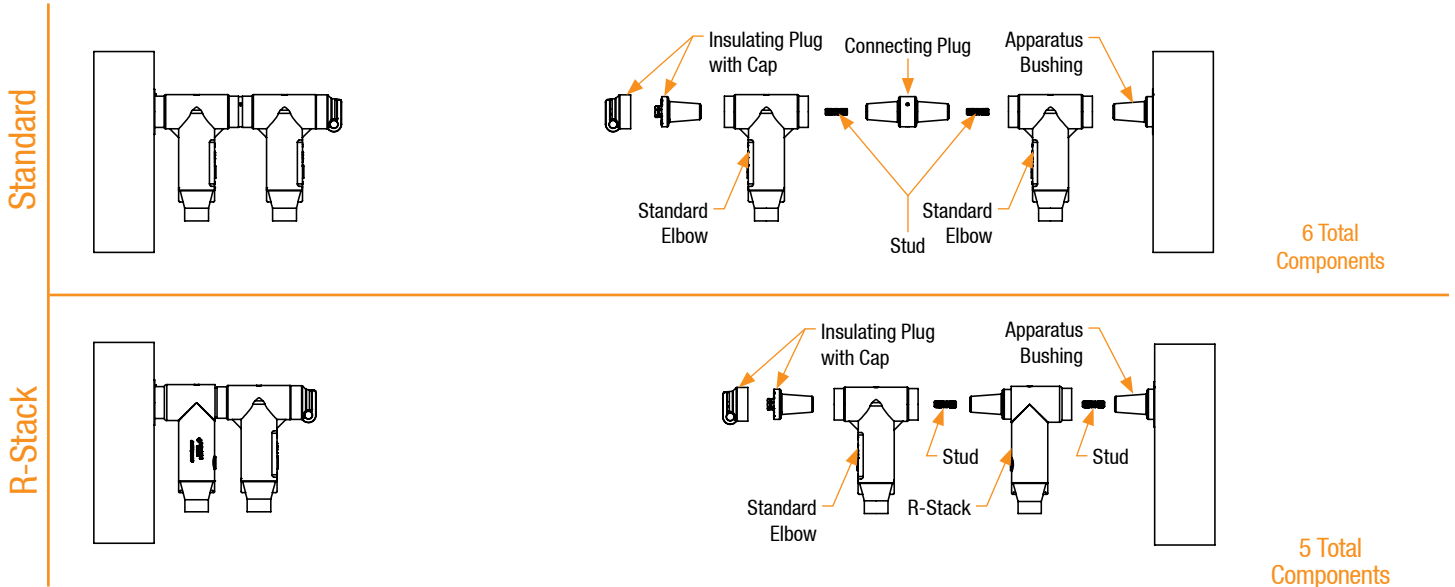 Standard
Insulating Plug
with Cap
Connecting Plug
Apparatus
Bushing
Standard
Elbow
Stud
Standard
Elbow
6 Total
Components
R-Stack
Insulating Plug
with Cap
Apparatus
Bushing
Stud
Stud
Standard
Elbow
R-Stack
5 Total
Components